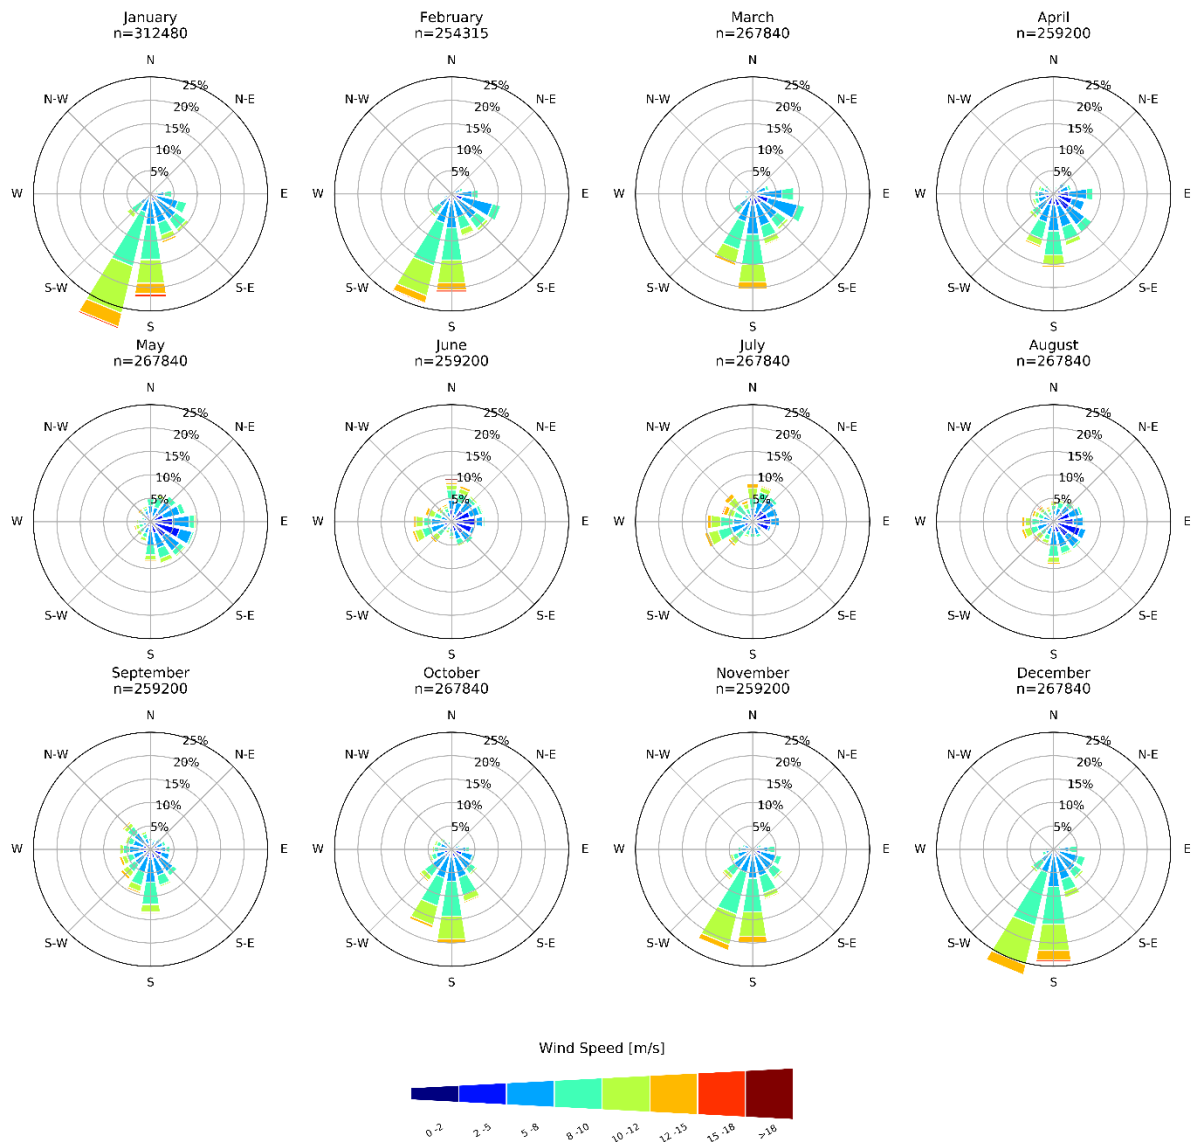 January
n=312480
N
N-W
N-E
W
E
S-W
S-E
S
25%
20%
15%
10%
5%
February
n=254315
N
N-W
N-E
W
E
S-W
S-E
S
25%
20%
15%
10%
5%
March
n=267840
N
N-W
N-E
W
E
S-W
S-E
S
25%
20%
15%
10%
5%
April
n=259200
N
N-W
N-E
W
E
S-W
S-E
S
25%
20%
15%
10%
5%
May
n=267840
N
N-W
N-E
W
E
S-W
S-E
S
25%
20%
15%
10%
5%
June
n=259200
N
N-W
N-E
W
E
S-W
S-E
S
25%
20%
15%
10%
5%
July
n=267840
N
N-W
N-E
W
E
S-W
S-E
S
25%
20%
15%
10%
5%
August
n=267840
N
N-W
N-E
W
E
S-W
S-E
S
25%
20%
15%
10%
5%
September
n=259200
N
N-W
N-E
W
E
S-W
S-E
S
25%
20%
15%
10%
5%
October
n=267840
N
N-W
N-E
W
E
S-W
S-E
S
25%
20%
15%
10%
5%
November
n=259200
N
N-W
N-E
W
E
S-W
S-E
S
25%
20%
15%
10%
5%
December
n=267840
N
N-W
N-E
W
E
S-W
S-E
S
25%
20%
15%
10%
5%
Wind Speed [m/s]
0 -2
2 -5
5 -8
8 -10
10 -12
12 -15
15 -18
>18